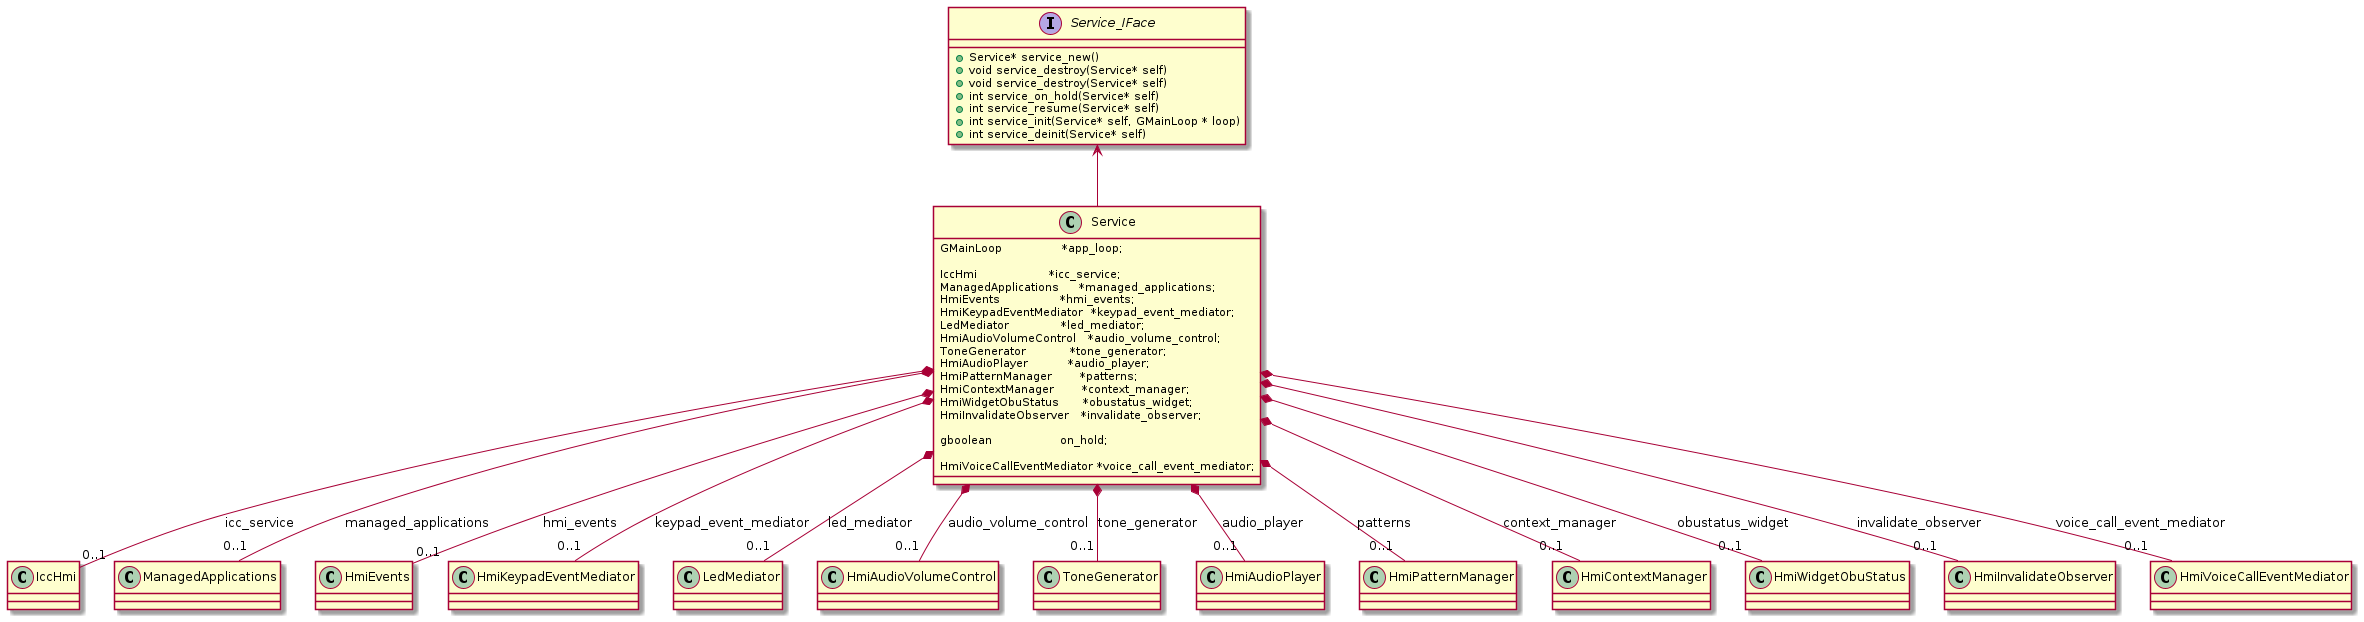 I Service_IFace
Service* service_new()
void service_destroy(Service* self)
void service_destroy(Service* self)
int service_on_hold(Service* self)
int service_resume(Service* self)
int service_init(Service* self, GMainLoop * loop)
int service_deinit(Service* self)
C Service
GMainLoop *app_loop;
IccHmi *icc_service;
ManagedApplications *managed_applications;
HmiEvents *hmi_events;
HmiKeypadEventMediator *keypad_event_mediator;
LedMediator *led_mediator;
HmiAudioVolumeControl *audio_volume_control;
ToneGenerator *tone_generator;
HmiAudioPlayer *audio_player;
HmiPatternManager *patterns;
HmiContextManager *context_manager;
HmiWidgetObuStatus *obustatus_widget;
HmiInvalidateObserver *invalidate_observer;
gboolean on_hold;
HmiVoiceCallEventMediator *voice_call_event_mediator;
icc_service managed_applications hmi_events keypad_event_mediator led_mediator audio_volume_control tone_generator audio_player patterns context_manager obustatus_widget invalidate_observer voice_call_event_mediator
0..1 0..1 0..1 0..1 0..1 0..1 0..1 0..1 0..1 0..1 0..1 0..1 0..1
C IccHmi C ManagedApplications C HmiEvents C HmiKeypadEventMediator C LedMediator C HmiAudioVolumeControl C ToneGenerator C HmiAudioPlayer C HmiPatternManager C HmiContextManager C HmiWidgetObuStatus C HmiInvalidateObserver C HmiVoiceCallEventMediator